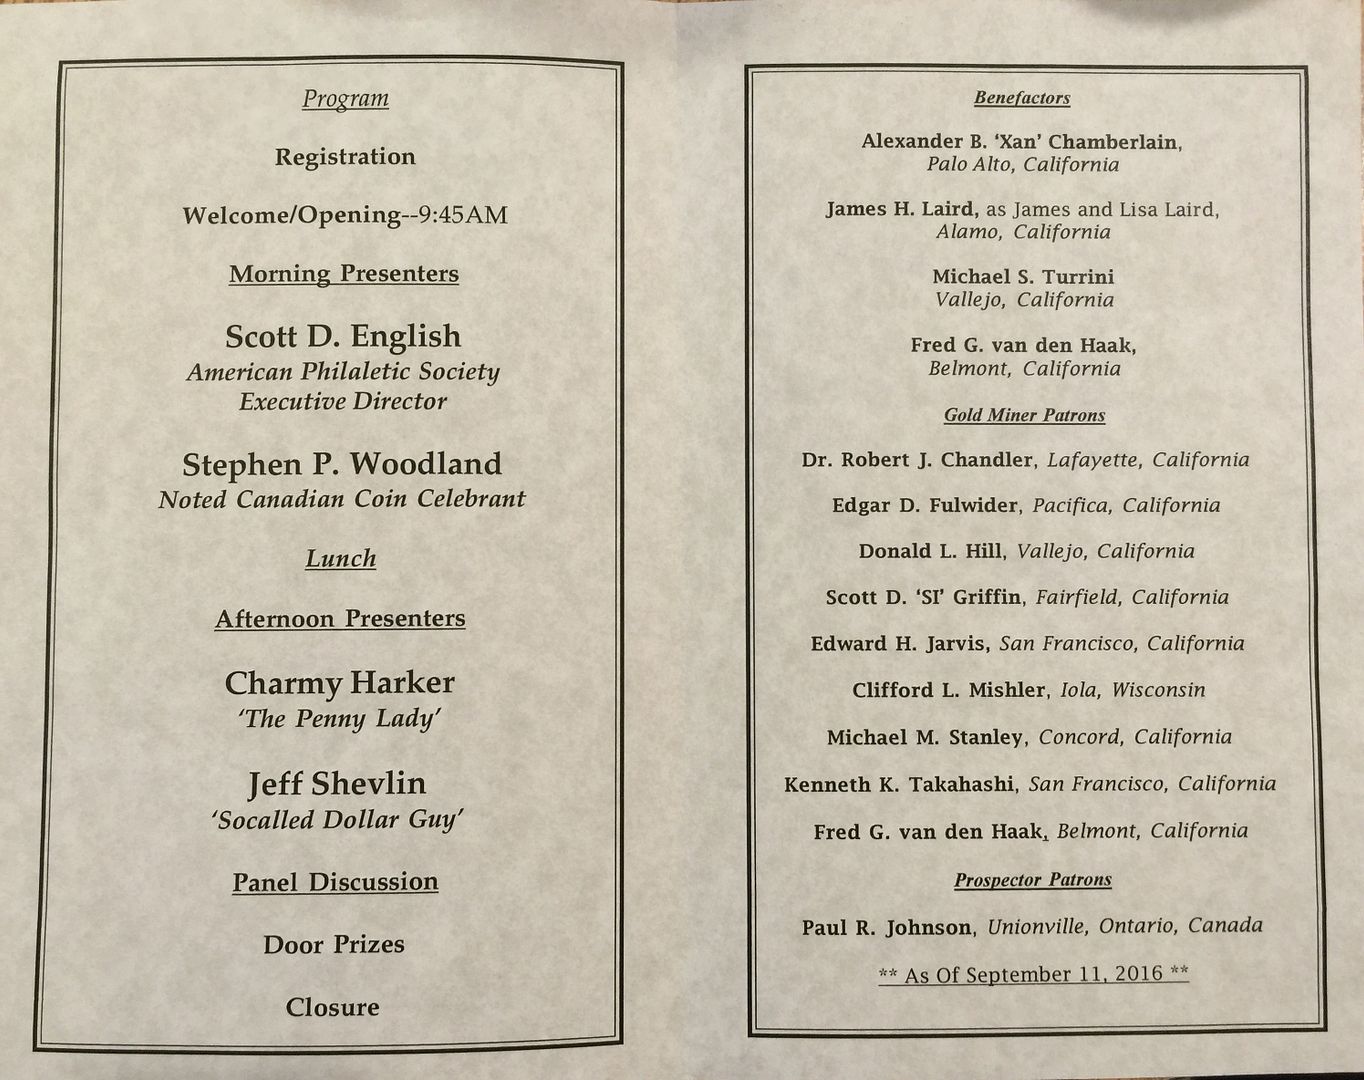 Program
Registration
Welcome/Opening--9:45AM
Morning Presenters
Scott D. English
American Philaletic Society
Executive Director
Stephen P. Woodland
Noted Canadian Coin Celebrant
Lunch
Afternoon Presenters
Charmy Harker
‘The Penny Lady’
Jeff Shevlin
‘Socalled Dollar Guy’
Panel Discussion
Door Prizes
Closure
Benefactors
Alexander B. ‘Xan’ Chamberlain,
Palo Alto, California
James H. Laird, as James and Lisa Laird,
Alamo, California
Michael S. Turrini
Vallejo, California
Fred G. van den Haak,
Belmont, California
Gold Miner Patrons
Dr. Robert J. Chandler, Lafayette, California
Edgar D. Fulwider, Pacifica, California
Donald L. Hill, Vallejo, California
Scott D. ‘SI’ Griffin, Fairfield, California
Edward H. Jarvis, San Francisco, California
Clifford L. Mishler, Iola, Wisconsin
Michael M. Stanley, Concord, California
Kenneth K. Takahashi, San Francisco, California
Fred G. van den Haak, Belmont, California
Prospector Patrons
Paul R. Johnson, Unionville, Ontario, Canada
** As Of September 11, 2016 **